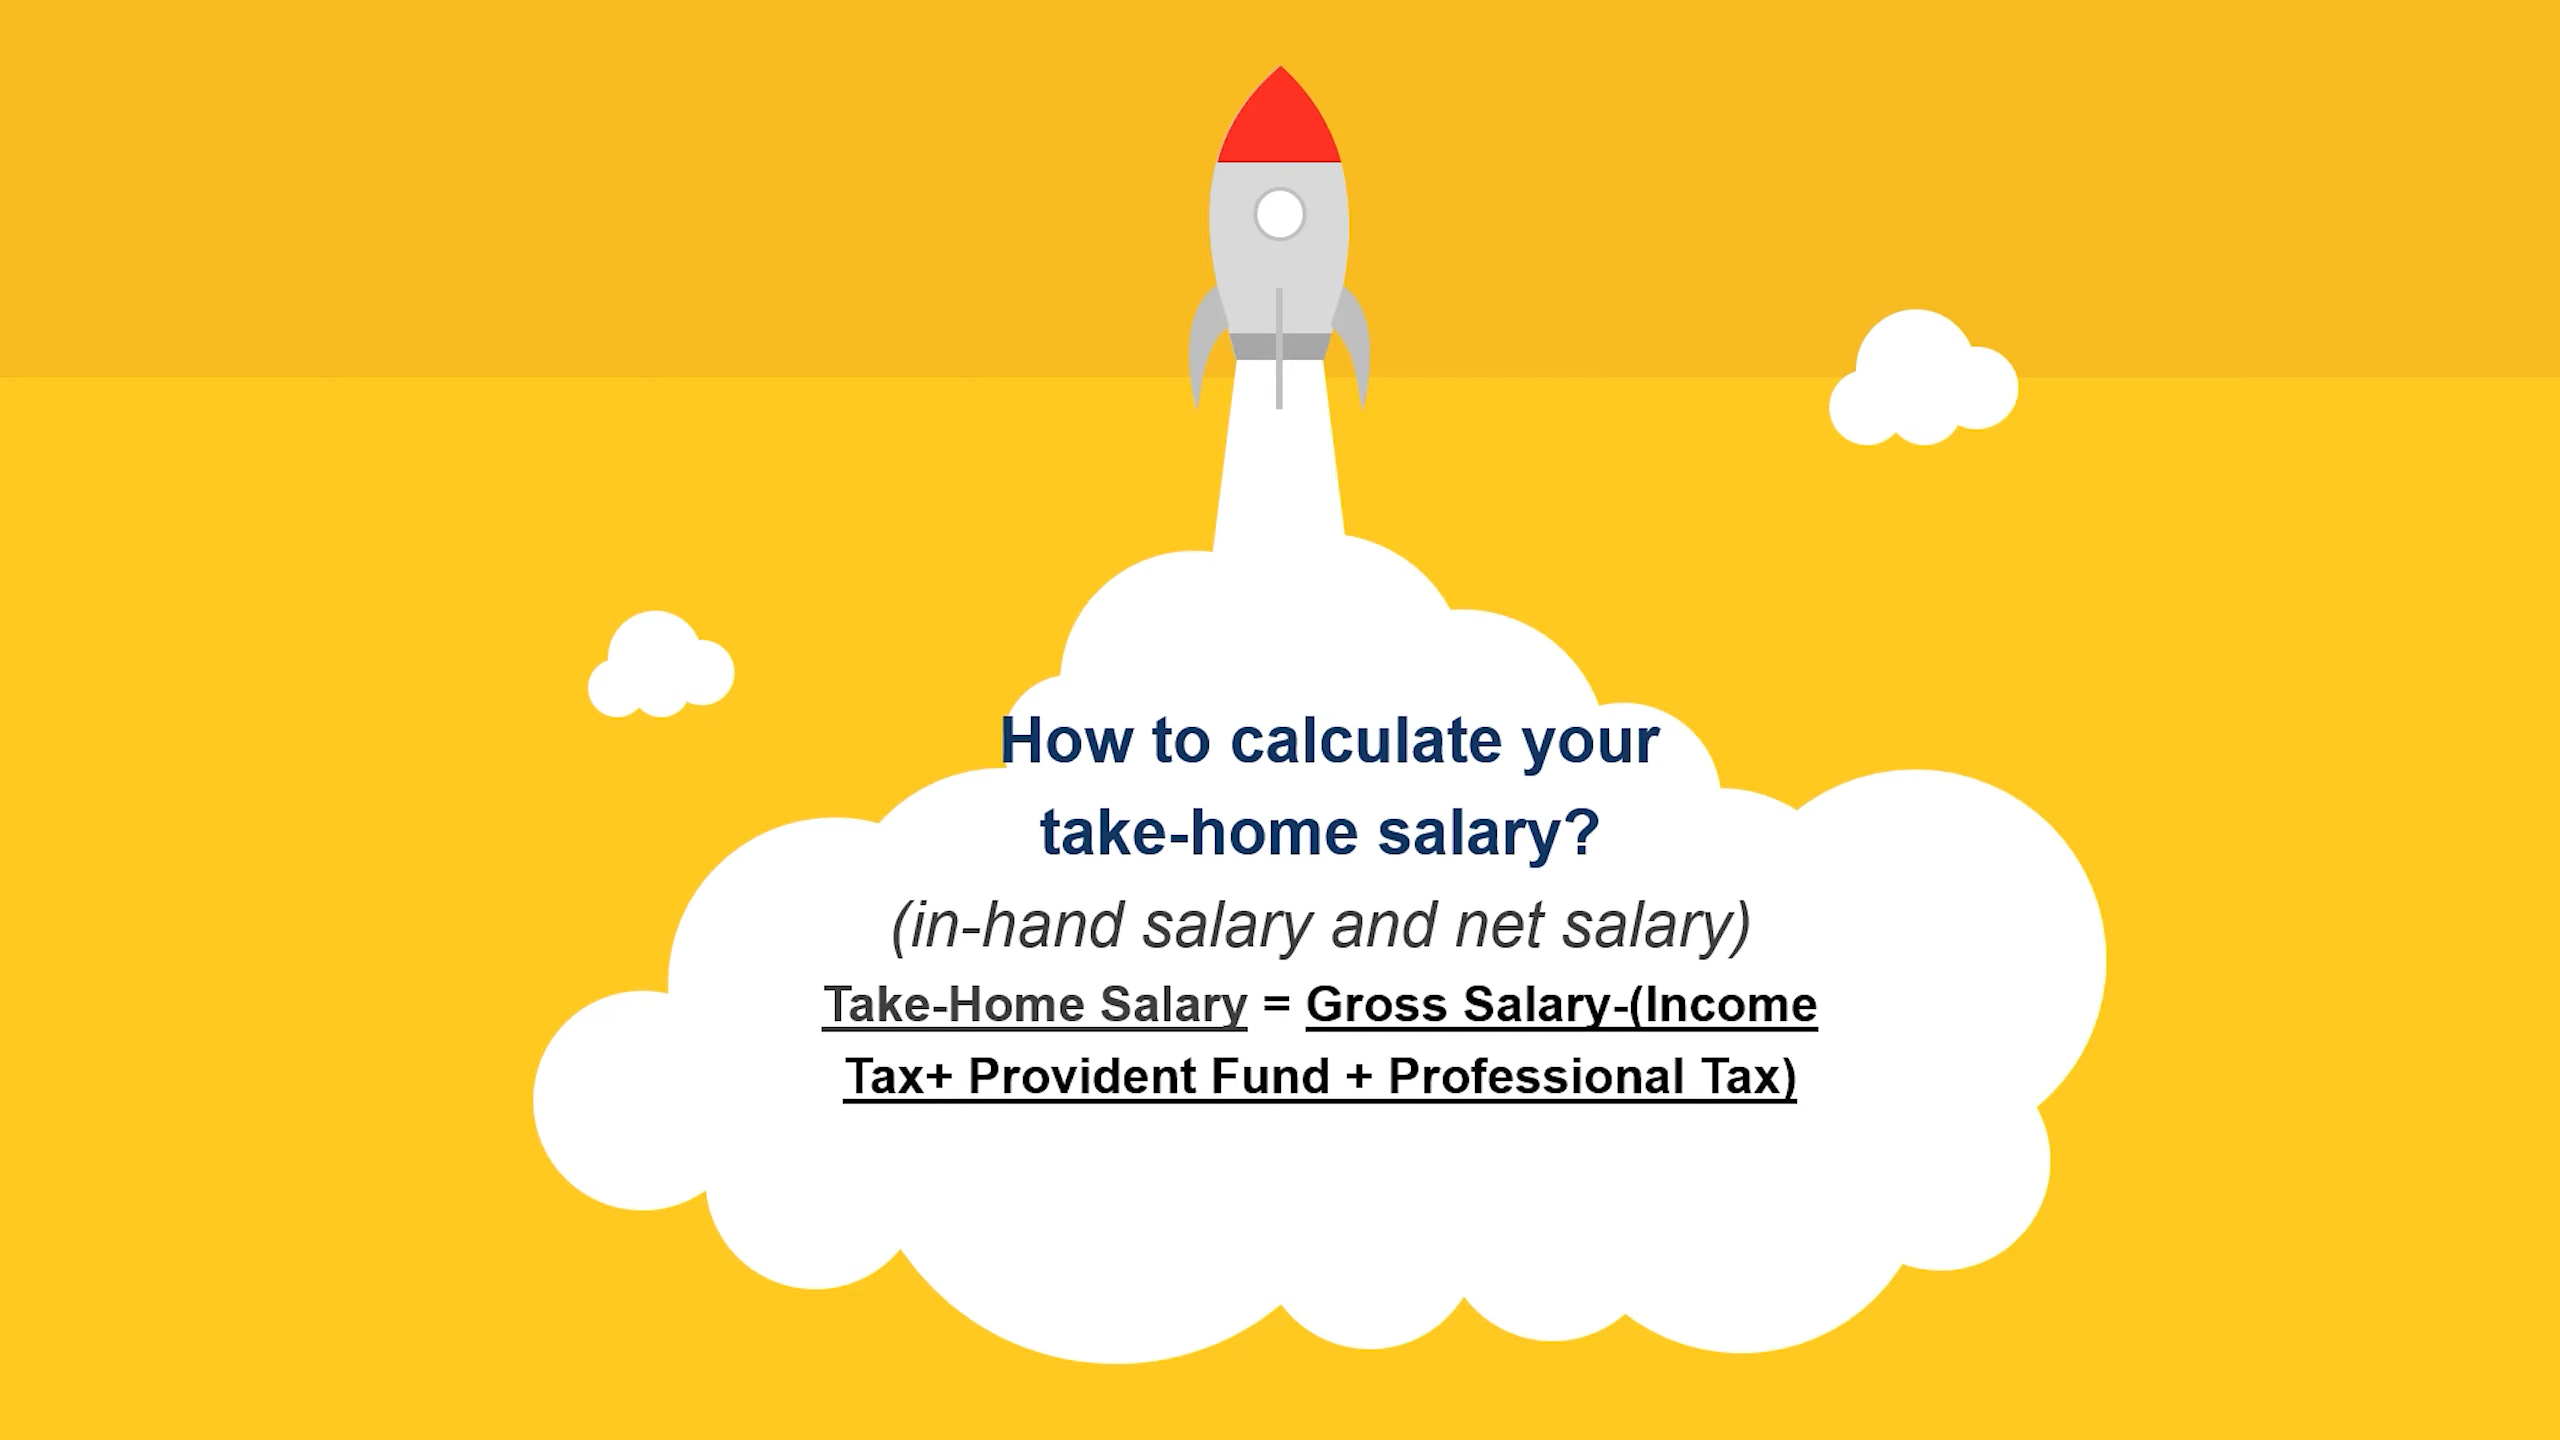 How to calculate your
take-home salary?
(in-hand salary and net salary)
Take-Home Salary = Gross Salary-(Income
Tax+ Provident Fund + Professional Tax)